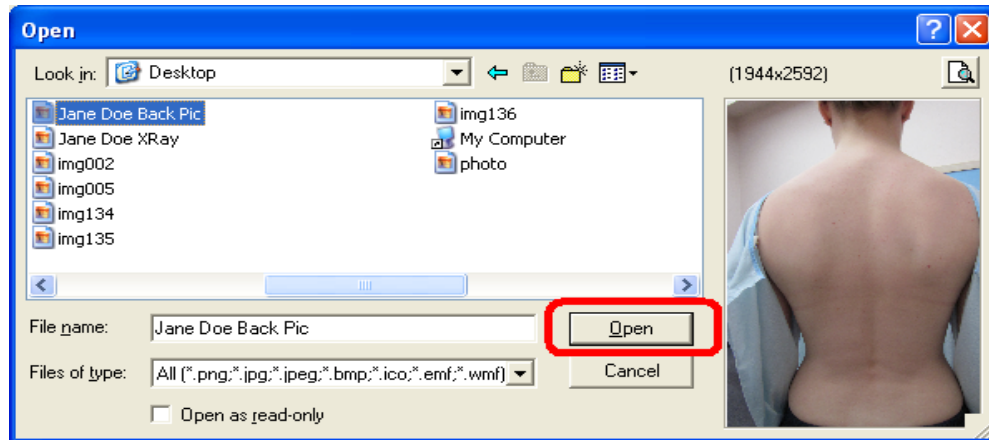 Open
Look in: Desktop
(1944x2592)
Jane Doe Back Pic
Jane Doe XRay
img002
img005
img134
img135
img136
My Computer
photo
File name: Jane Doe Back Pic Open
Files of type: All (*.png;*.jpg;*.jpeg;*.bmp;*.ico;*.emf;*.wmf) Cancel
Open as read-only